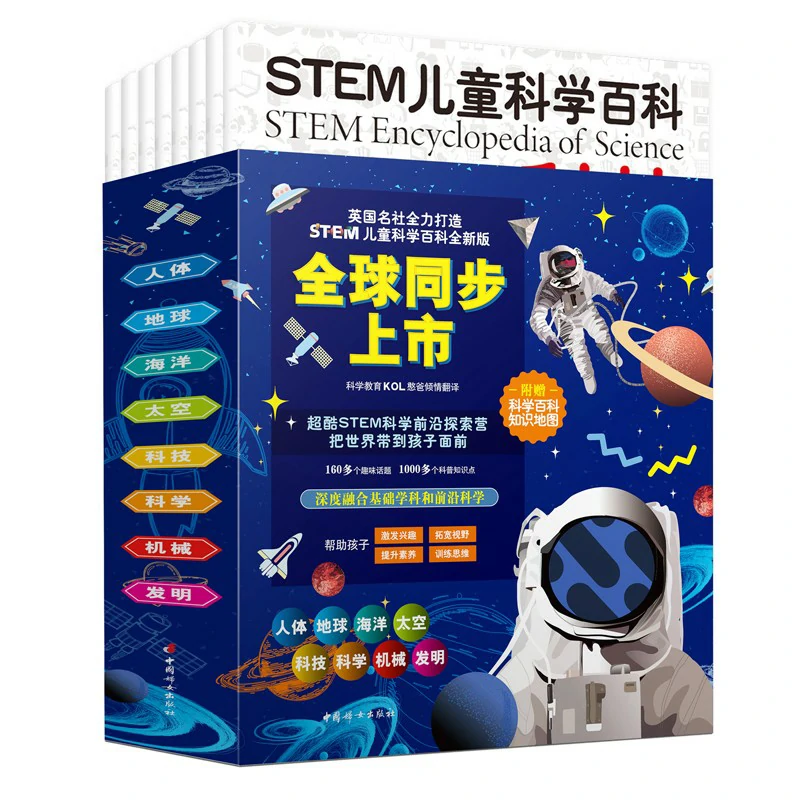 STEM儿童科学百科
STEM Encyclopedia of Science
英国名社全力打造
STEM 儿童科学百科全新版
全球同步
上市
科学教育 KOL 憨爸倾情翻译
附赠
科学百科
知识地图
超酷STEM科学前沿探索营
把世界带到孩子面前
160多个趣味话题 1000多个科普知识点
深度融合基础学科和前沿科学
帮助孩子
激发兴趣 拓宽视野
提升素养 训练思维
人体 地球 海洋 太空
科技 科学 机械 发明
中国妇女出版社
人体
地球
海洋
太空
科技
科学
机械
发明
中国妇女出版社